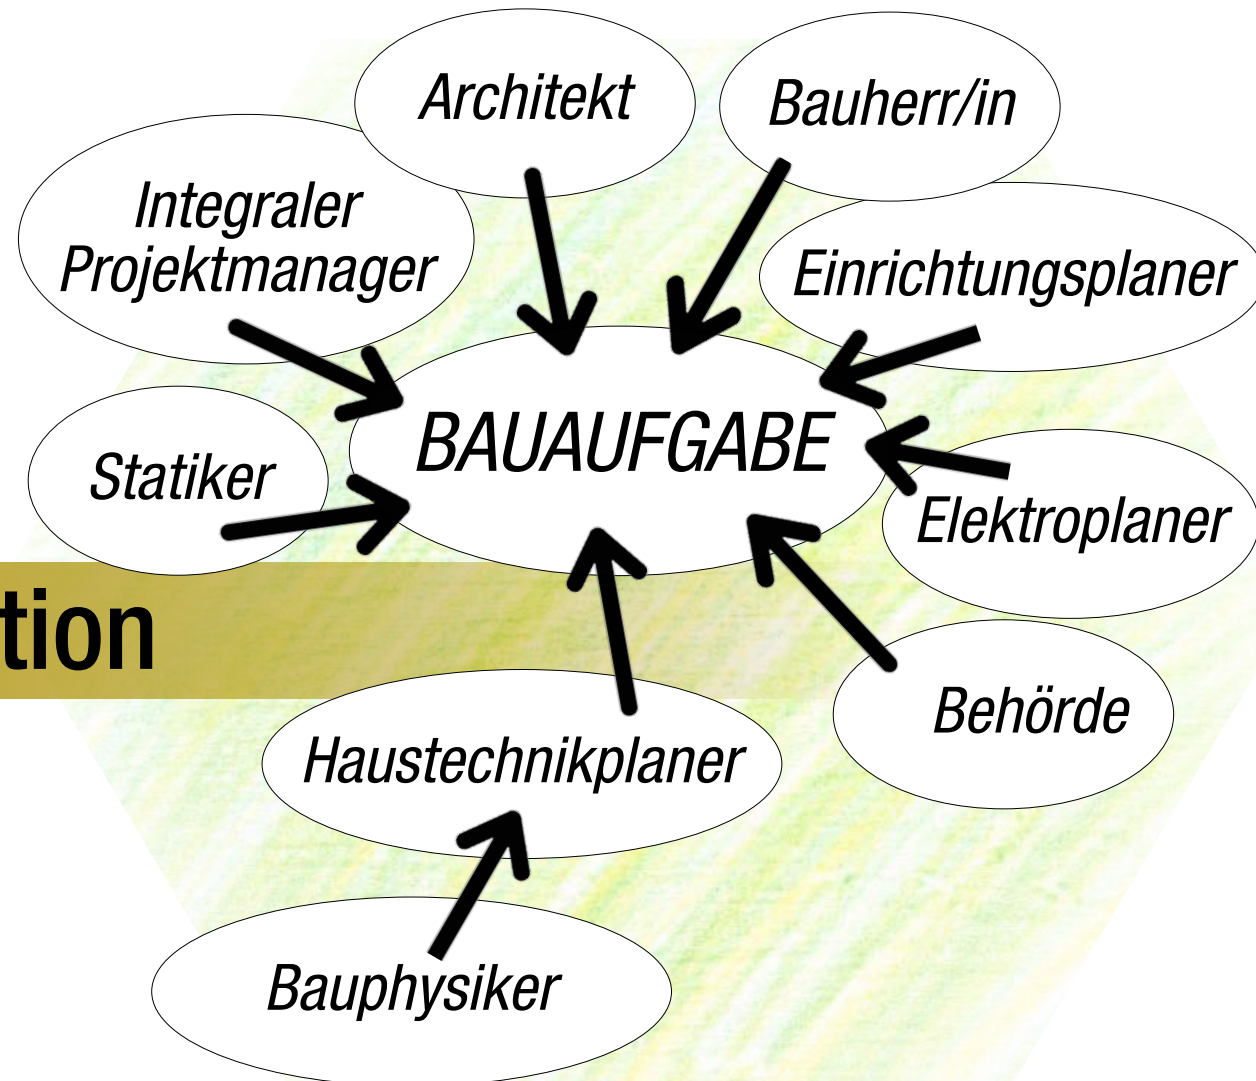 Architekt
Bauherr/in
Integraler
Projektmanager
Einrichtungsplaner
BAUAUFGABE
Statiker
Elektroplaner
tion
Behörde
Haustechnikplaner
Bauphysiker